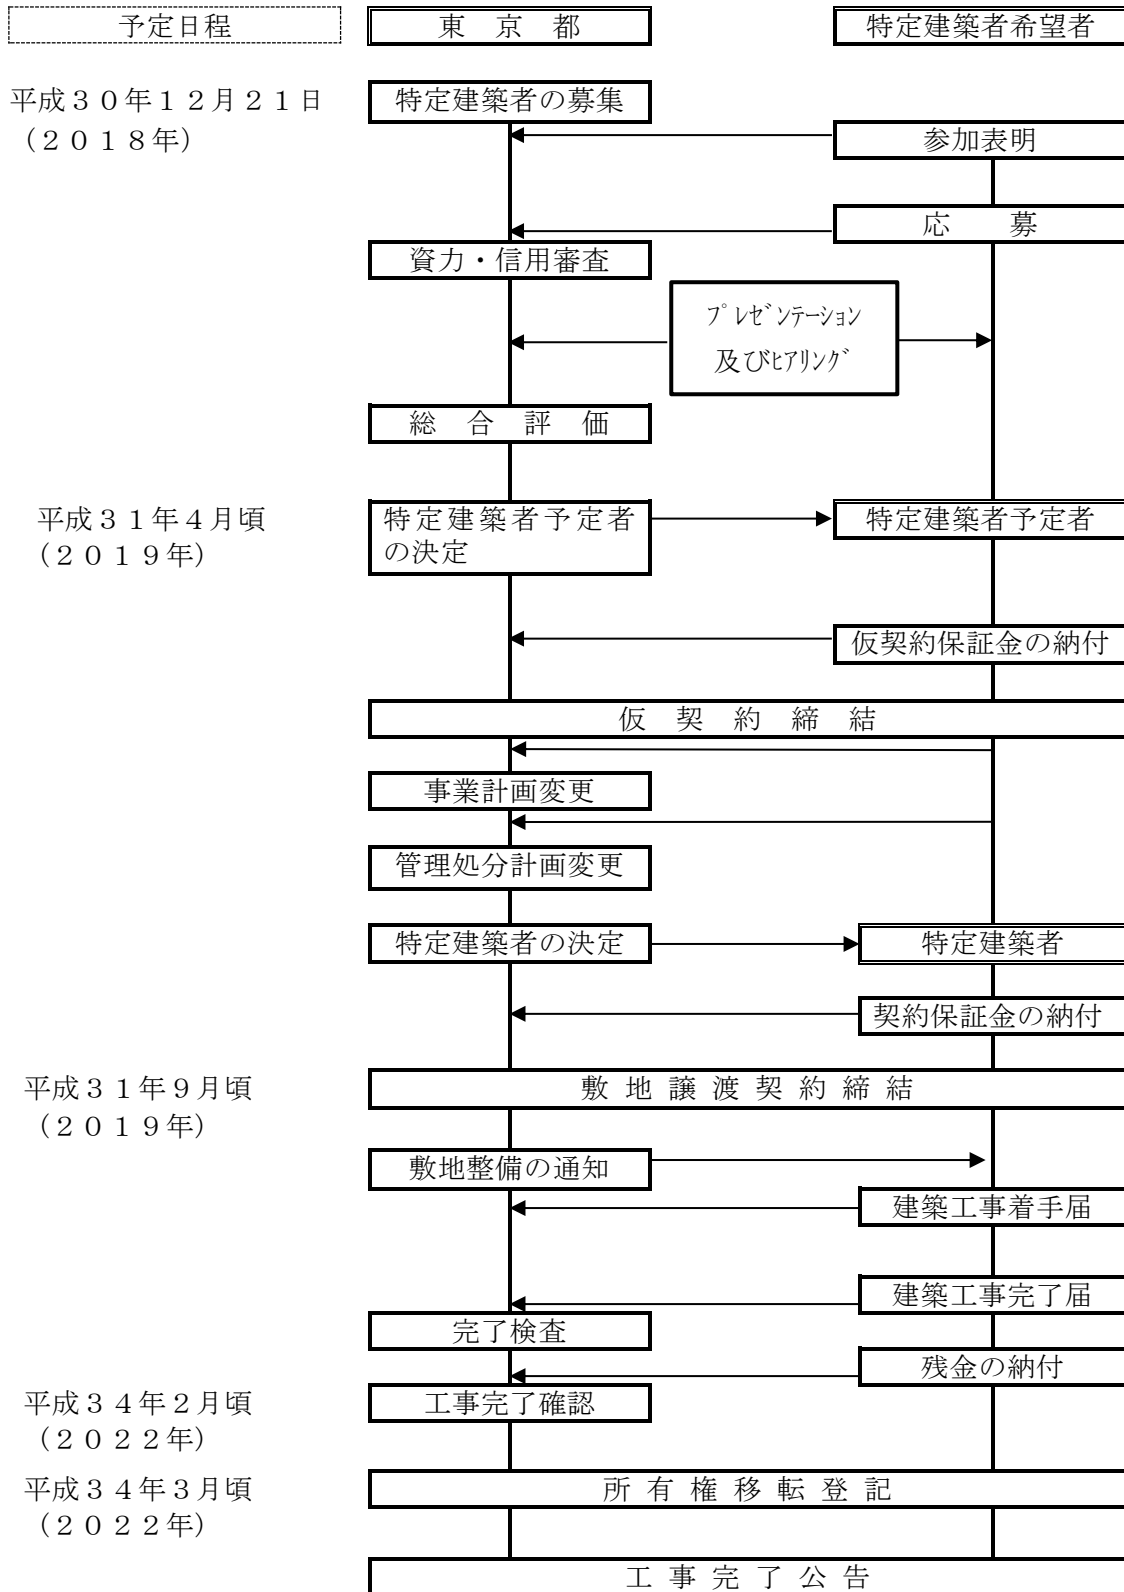 予定日程
東　京　都
特定建築者希望者
平成３０年１２月２１日
（２０１８年）
特定建築者の募集
参加表明
応　　募
資力・信用審査
ﾌﾟﾚｾﾞﾝﾃｰｼｮﾝ
及びﾋｱﾘﾝｸﾞ
総　合　評　価
平成３１年４月頃
（２０１９年）
特定建築者予定者
の決定
特定建築者予定者
仮契約保証金の納付
仮　契　約　締　結
事業計画変更
管理処分計画変更
特定建築者の決定
特定建築者
契約保証金の納付
平成３１年９月頃
（２０１９年）
敷 地 譲 渡 契 約 締 結
敷地整備の通知
建築工事着手届
建築工事完了届
完了検査
残金の納付
平成３４年２月頃
（２０２２年）
工事完了確認
平成３４年３月頃
（２０２２年）
所 有 権 移 転 登 記
工 事 完 了 公 告